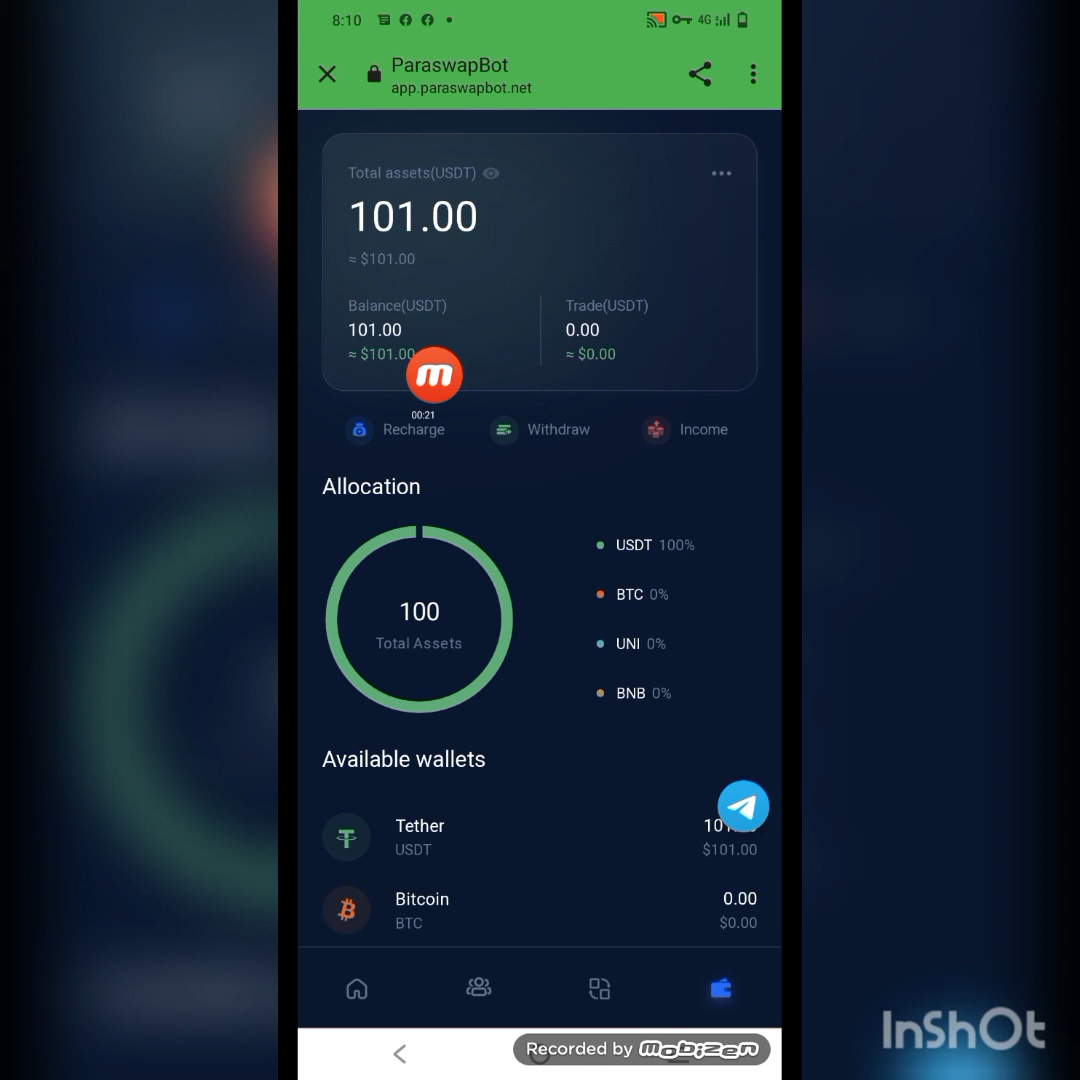 8:10
4G
ParaswapBot
app.paraswapbot.net
Total assets(USDT)
101.00
≈ $101.00
Balance(USDT)
Trade(USDT)
101.00
0.00
≈ $101.00
≈ $0.00
m
00:21
Recharge
Withdraw
Income
Allocation
100
Total Assets
USDT 100%
BTC 0%
UNI 0%
BNB 0%
Available wallets
Tether
USDT
$101.00
Bitcoin
0.00
BTC
$0.00
InShOt
Recorded by mobizen